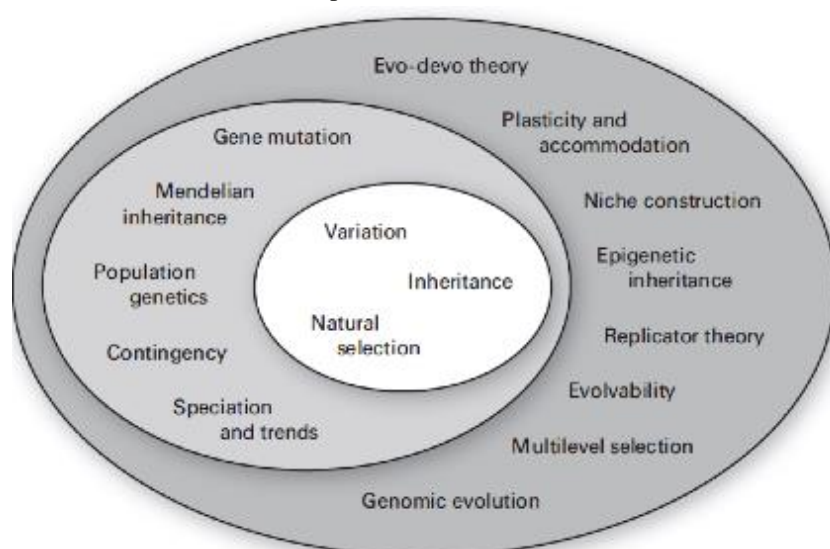 Evo-devo theory
Plasticity and
accommodation
Gene mutation
Mendelian
inheritance
Niche construction
Variation
Epigenetic
inheritance
Population
genetics
Inheritance
Natural
selection
Replicator theory
Contingency
Evolvability
Speciation
and trends
Multilevel selection
Genomic evolution